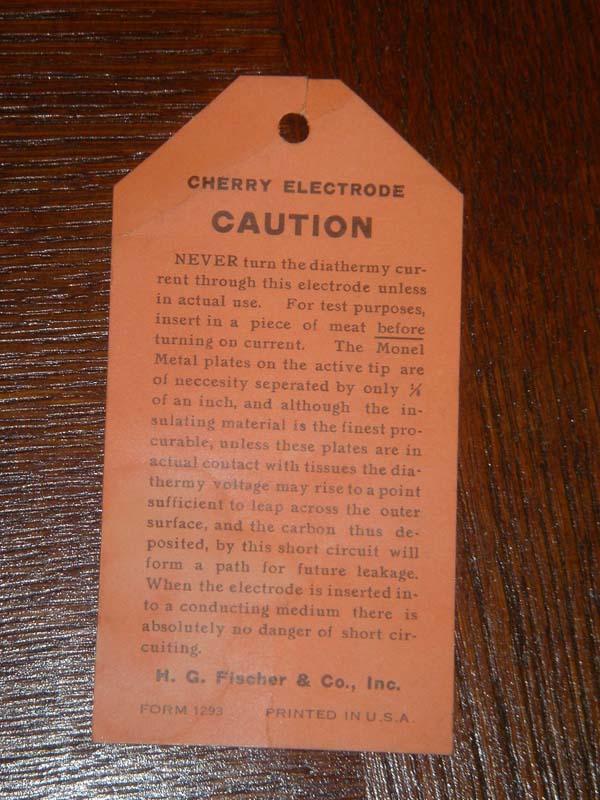 CHERRY ELECTRODE
CAUTION
NEVER turn the diathermy cur-
rent through this electrode unless
in actual use. For test purposes,
insert in a piece of meat before
turning on current. The Monel
Metal plates on the active tip are
of neccesity seperated by only ⅛
of an inch, and although the in-
sulating material is the finest pro-
curable, unless these plates are in
actual contact with tissues the dia-
thermy voltage may rise to a point
sufficient to leap across the outer
surface, and the carbon thus de-
posited, by this short circuit will
form a path for future leakage.
When the electrode is inserted in-
to a conducting medium there is
absolutely no danger of short cir-
cuiting.
H. G. Fischer & Co., Inc.
FORM 1293 PRINTED IN U.S.A.